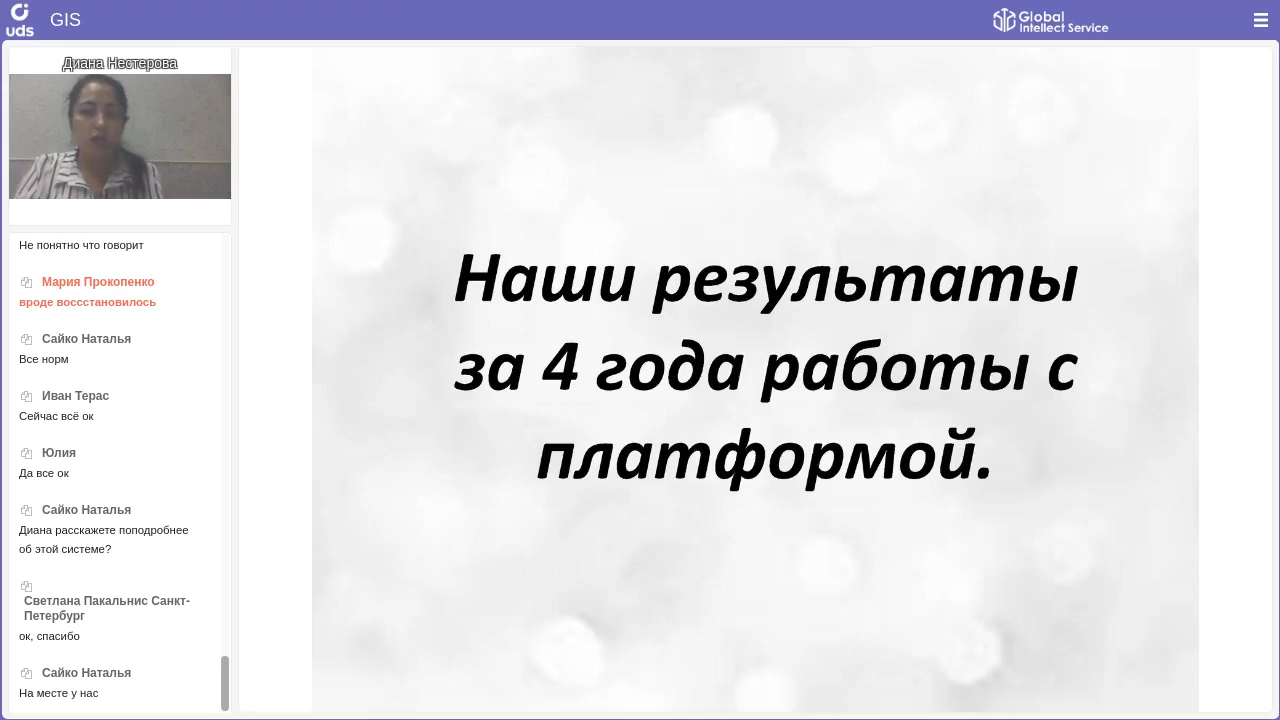 uds
GIS
Global
Intellect Service
Диана Нестерова
Не понятно что говорит
Мария Прокопенко
вроде воссстановилось
Сайко Наталья
Все норм
Иван Терас
Сейчас всё ок
Юлия
Да все ок
Сайко Наталья
Диана расскажете поподробнее
об этой системе?
Светлана Пакальнис Санкт-
Петербург
ок, спасибо
Сайко Наталья
На месте у нас
Наши результаты
за 4 года работы с
платформой.